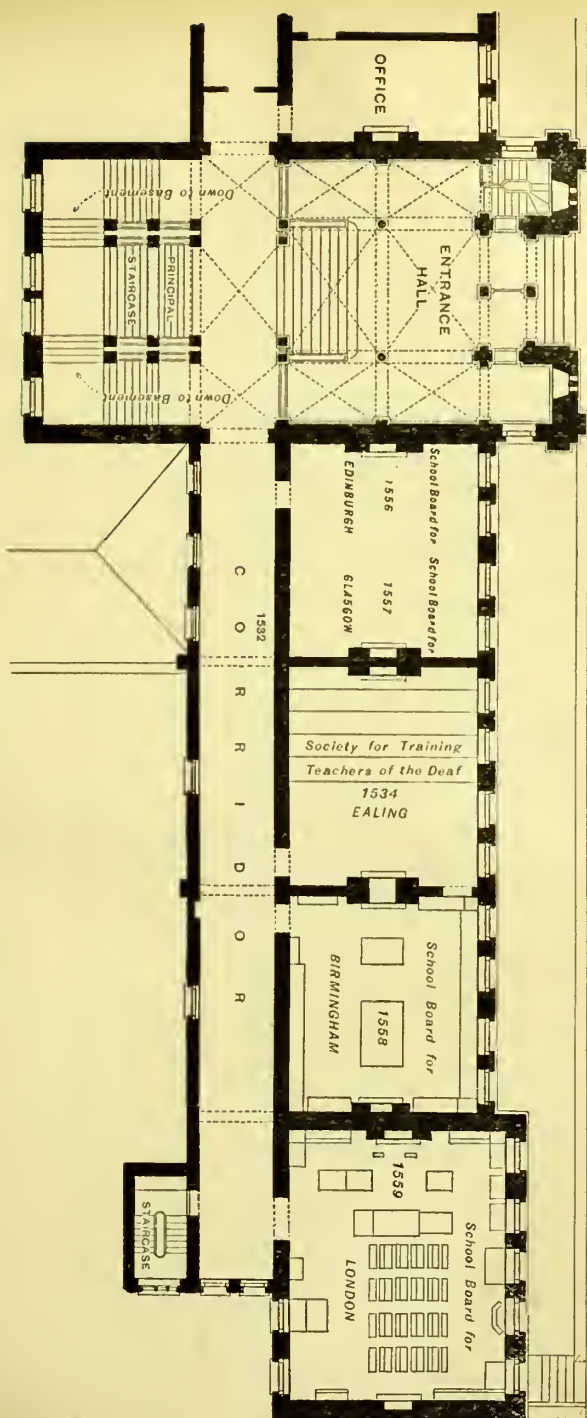 OFFICE
Down to Basement
PRINCIPAL
STAIRCASE
Down to Basement
ENTRANCE
HALL
School Board for
1556
EDINBURGH
School Board for
1557
GLASGOW
CORRIDOR
1532
Society for Training
Teachers of the Deaf
1534
EALING
School Board for
1558
BIRMINGHAM
School Board for
1559
LONDON
STAIRCASE